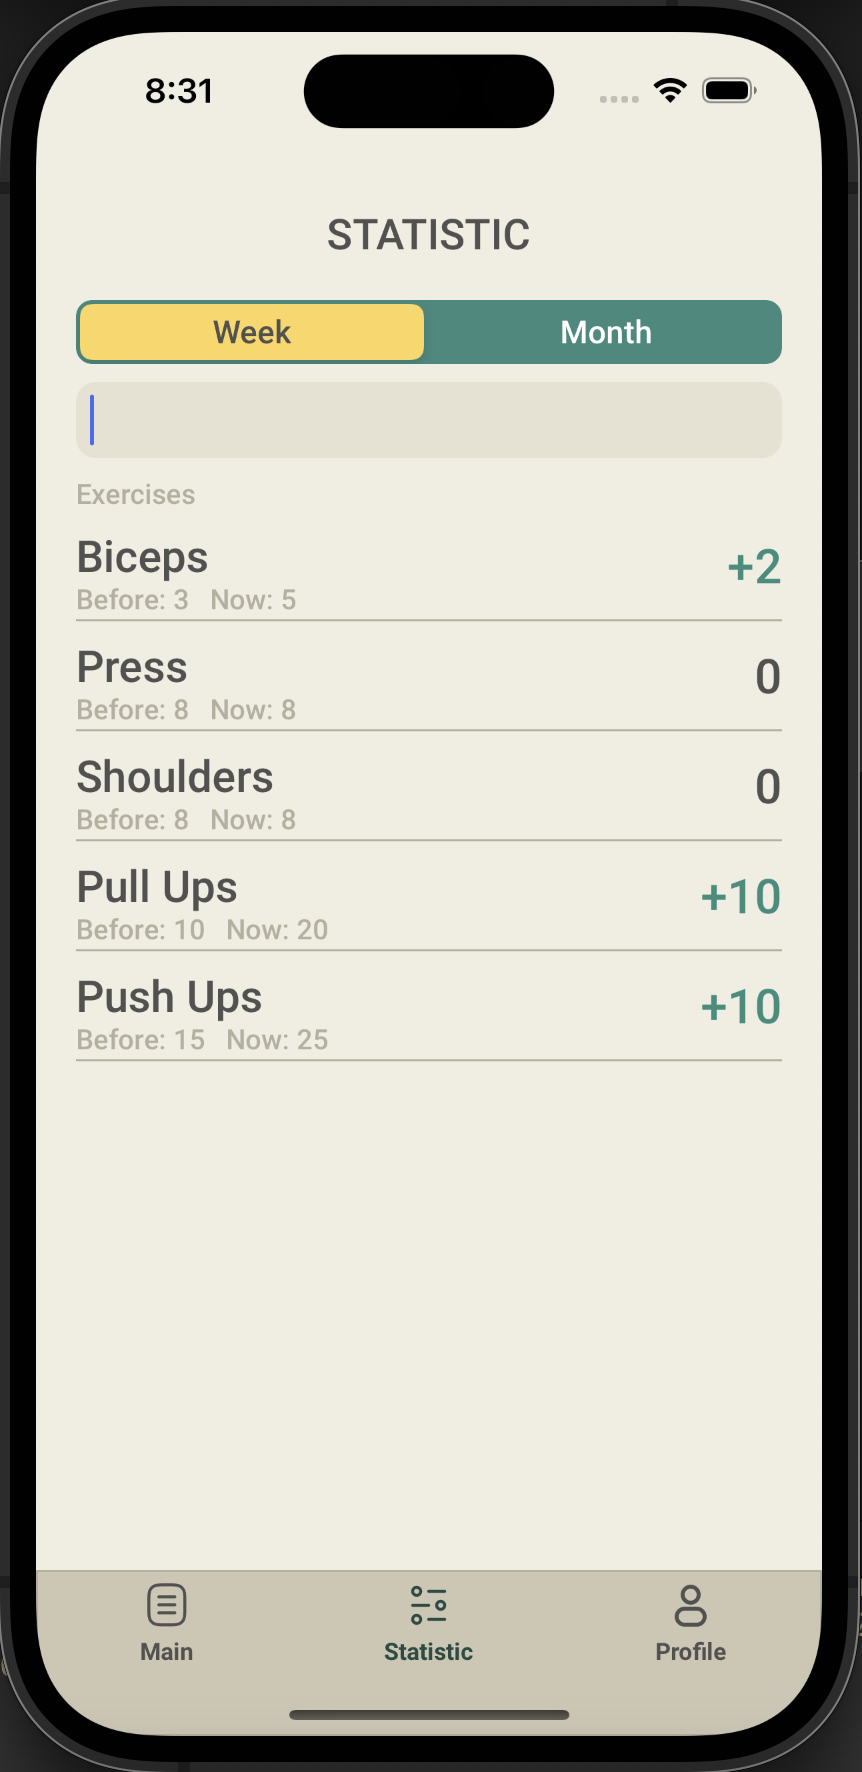 8:31
STATISTIC
Week Month
Exercises
Biceps +2
Before: 3 Now: 5
Press 0
Before: 8 Now: 8
Shoulders 0
Before: 8 Now: 8
Pull Ups +10
Before: 10 Now: 20
Push Ups +10
Before: 15 Now: 25
Main Statistic Profile